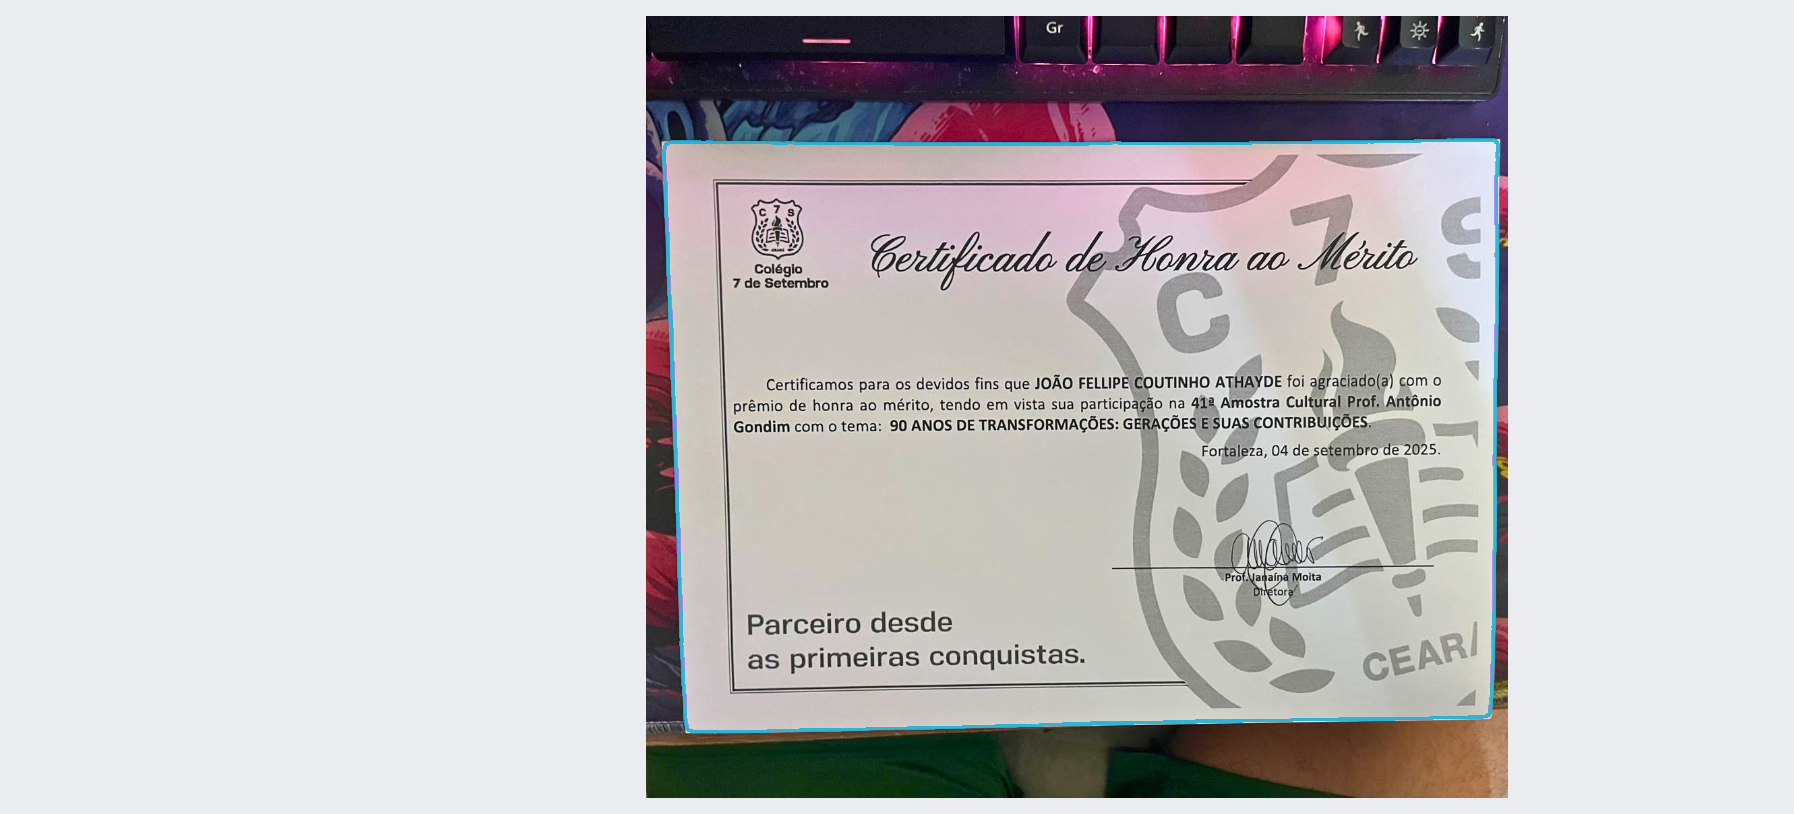 Gr
C 7 S
CEARÁ
Colégio
7 de Setembro
Certificado de Honra ao Mérito
C 7 S
Certificamos para os devidos fins que JOÃO FELLIPE COUTINHO ATHAYDE foi agraciado(a) com o
prêmio de honra ao mérito, tendo em vista sua participação na 41ª Amostra Cultural Prof. Antônio
Gondim com o tema: 90 ANOS DE TRANSFORMAÇÕES: GERAÇÕES E SUAS CONTRIBUIÇÕES.
Fortaleza, 04 de setembro de 2025.
Prof.Janaína Moita
Diretora
Parceiro desde
as primeiras conquistas.
CEAR